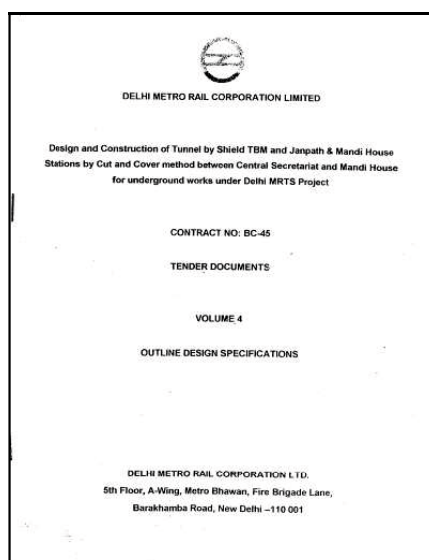 DELHI METRO RAIL CORPORATION LIMITED
Design and Construction of Tunnel by Shield TBM and Janpath & Mandi House
Stations by Cut and Cover method between Central Secretariat and Mandi House
for underground works under Delhi MRTS Project
CONTRACT NO: BC-45
TENDER DOCUMENTS
VOLUME 4
OUTLINE DESIGN SPECIFICATIONS
DELHI METRO RAIL CORPORATION LTD.
5th Floor, A-Wing, Metro Bhawan, Fire Brigade Lane,
Barakhamba Road, New Delhi –110 001